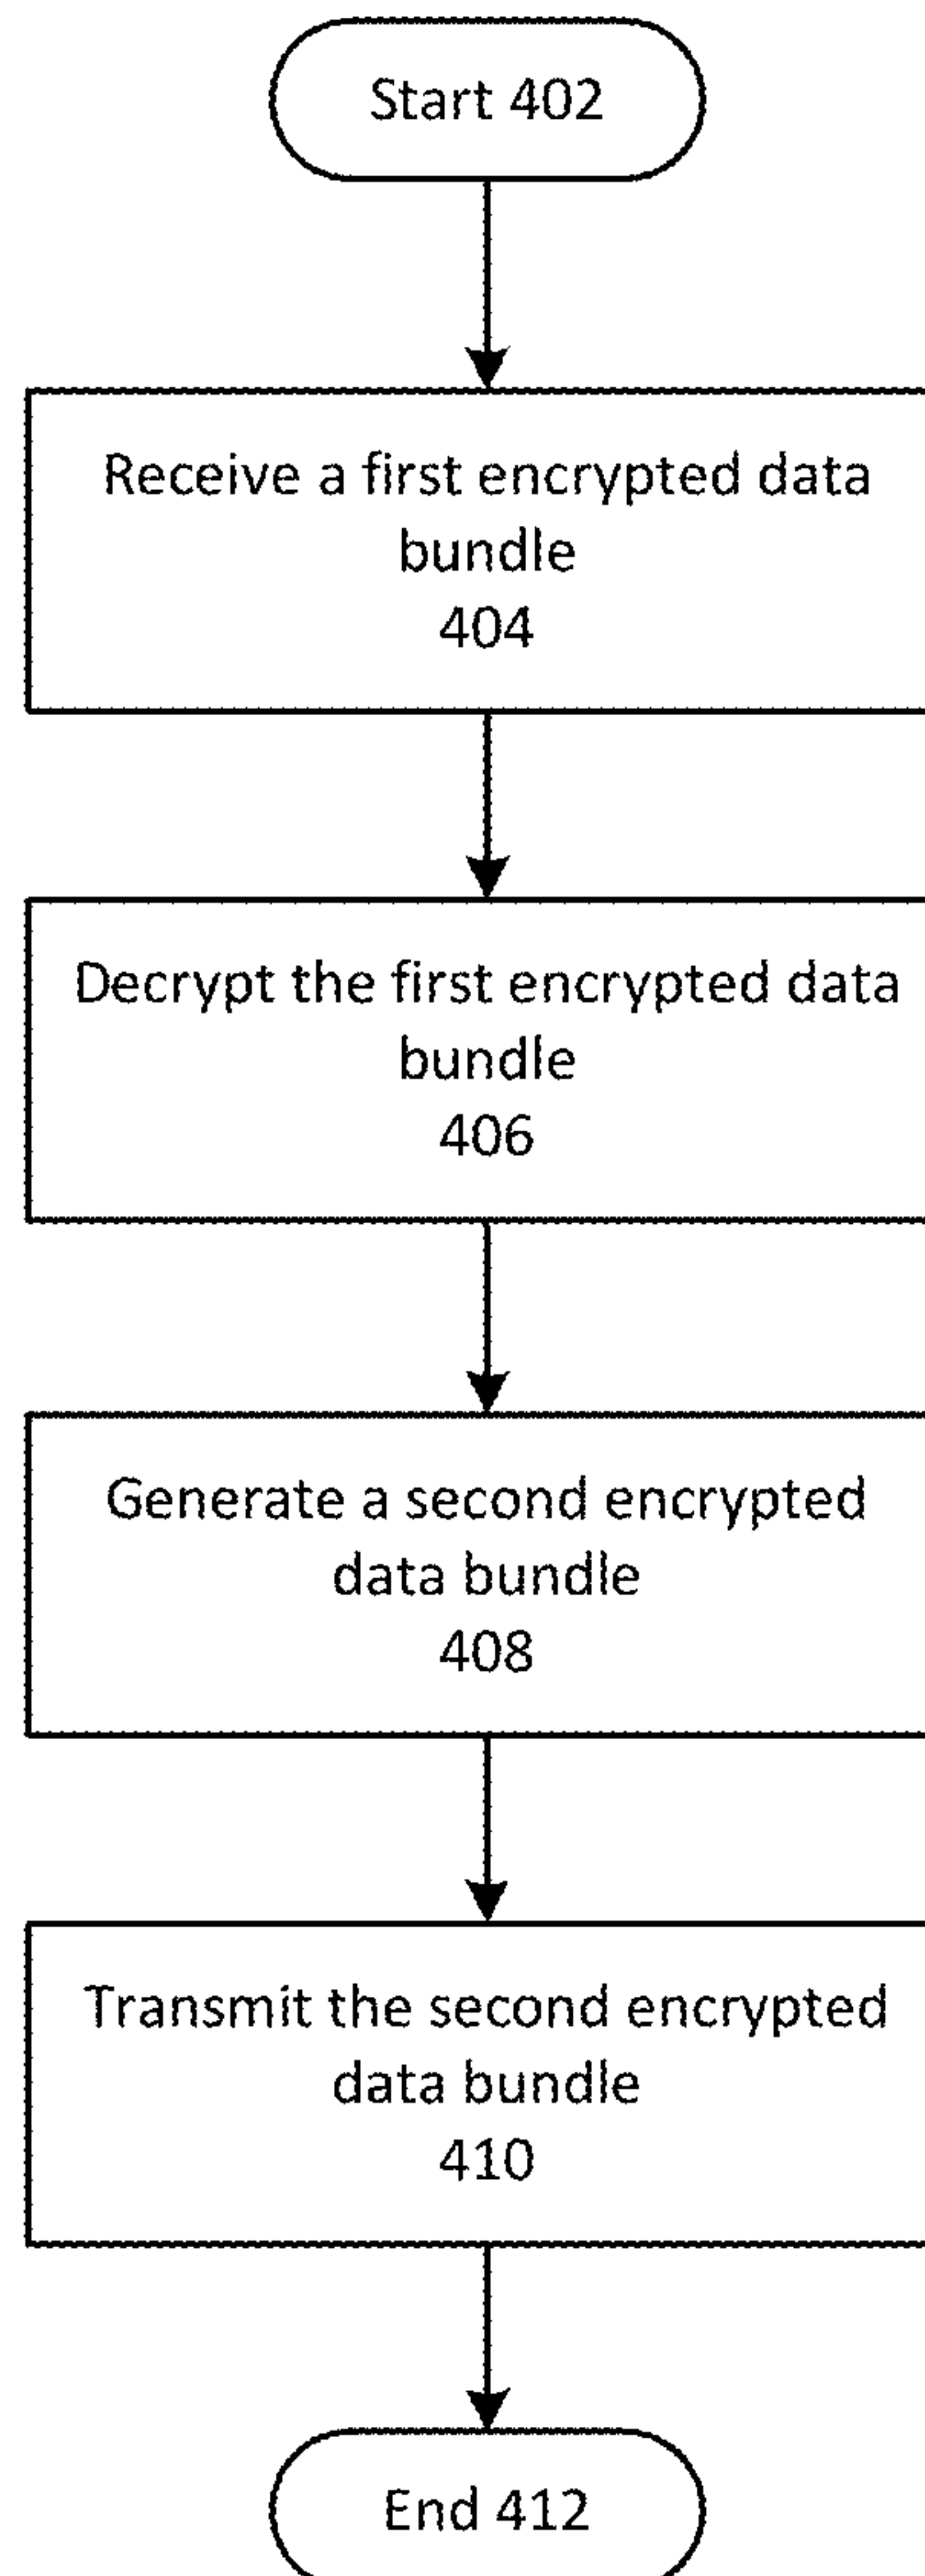 Start 402
Receive a first encrypted data
bundle
404
Decrypt the first encrypted data
bundle
406
Generate a second encrypted
data bundle
408
Transmit the second encrypted
data bundle
410
End 412